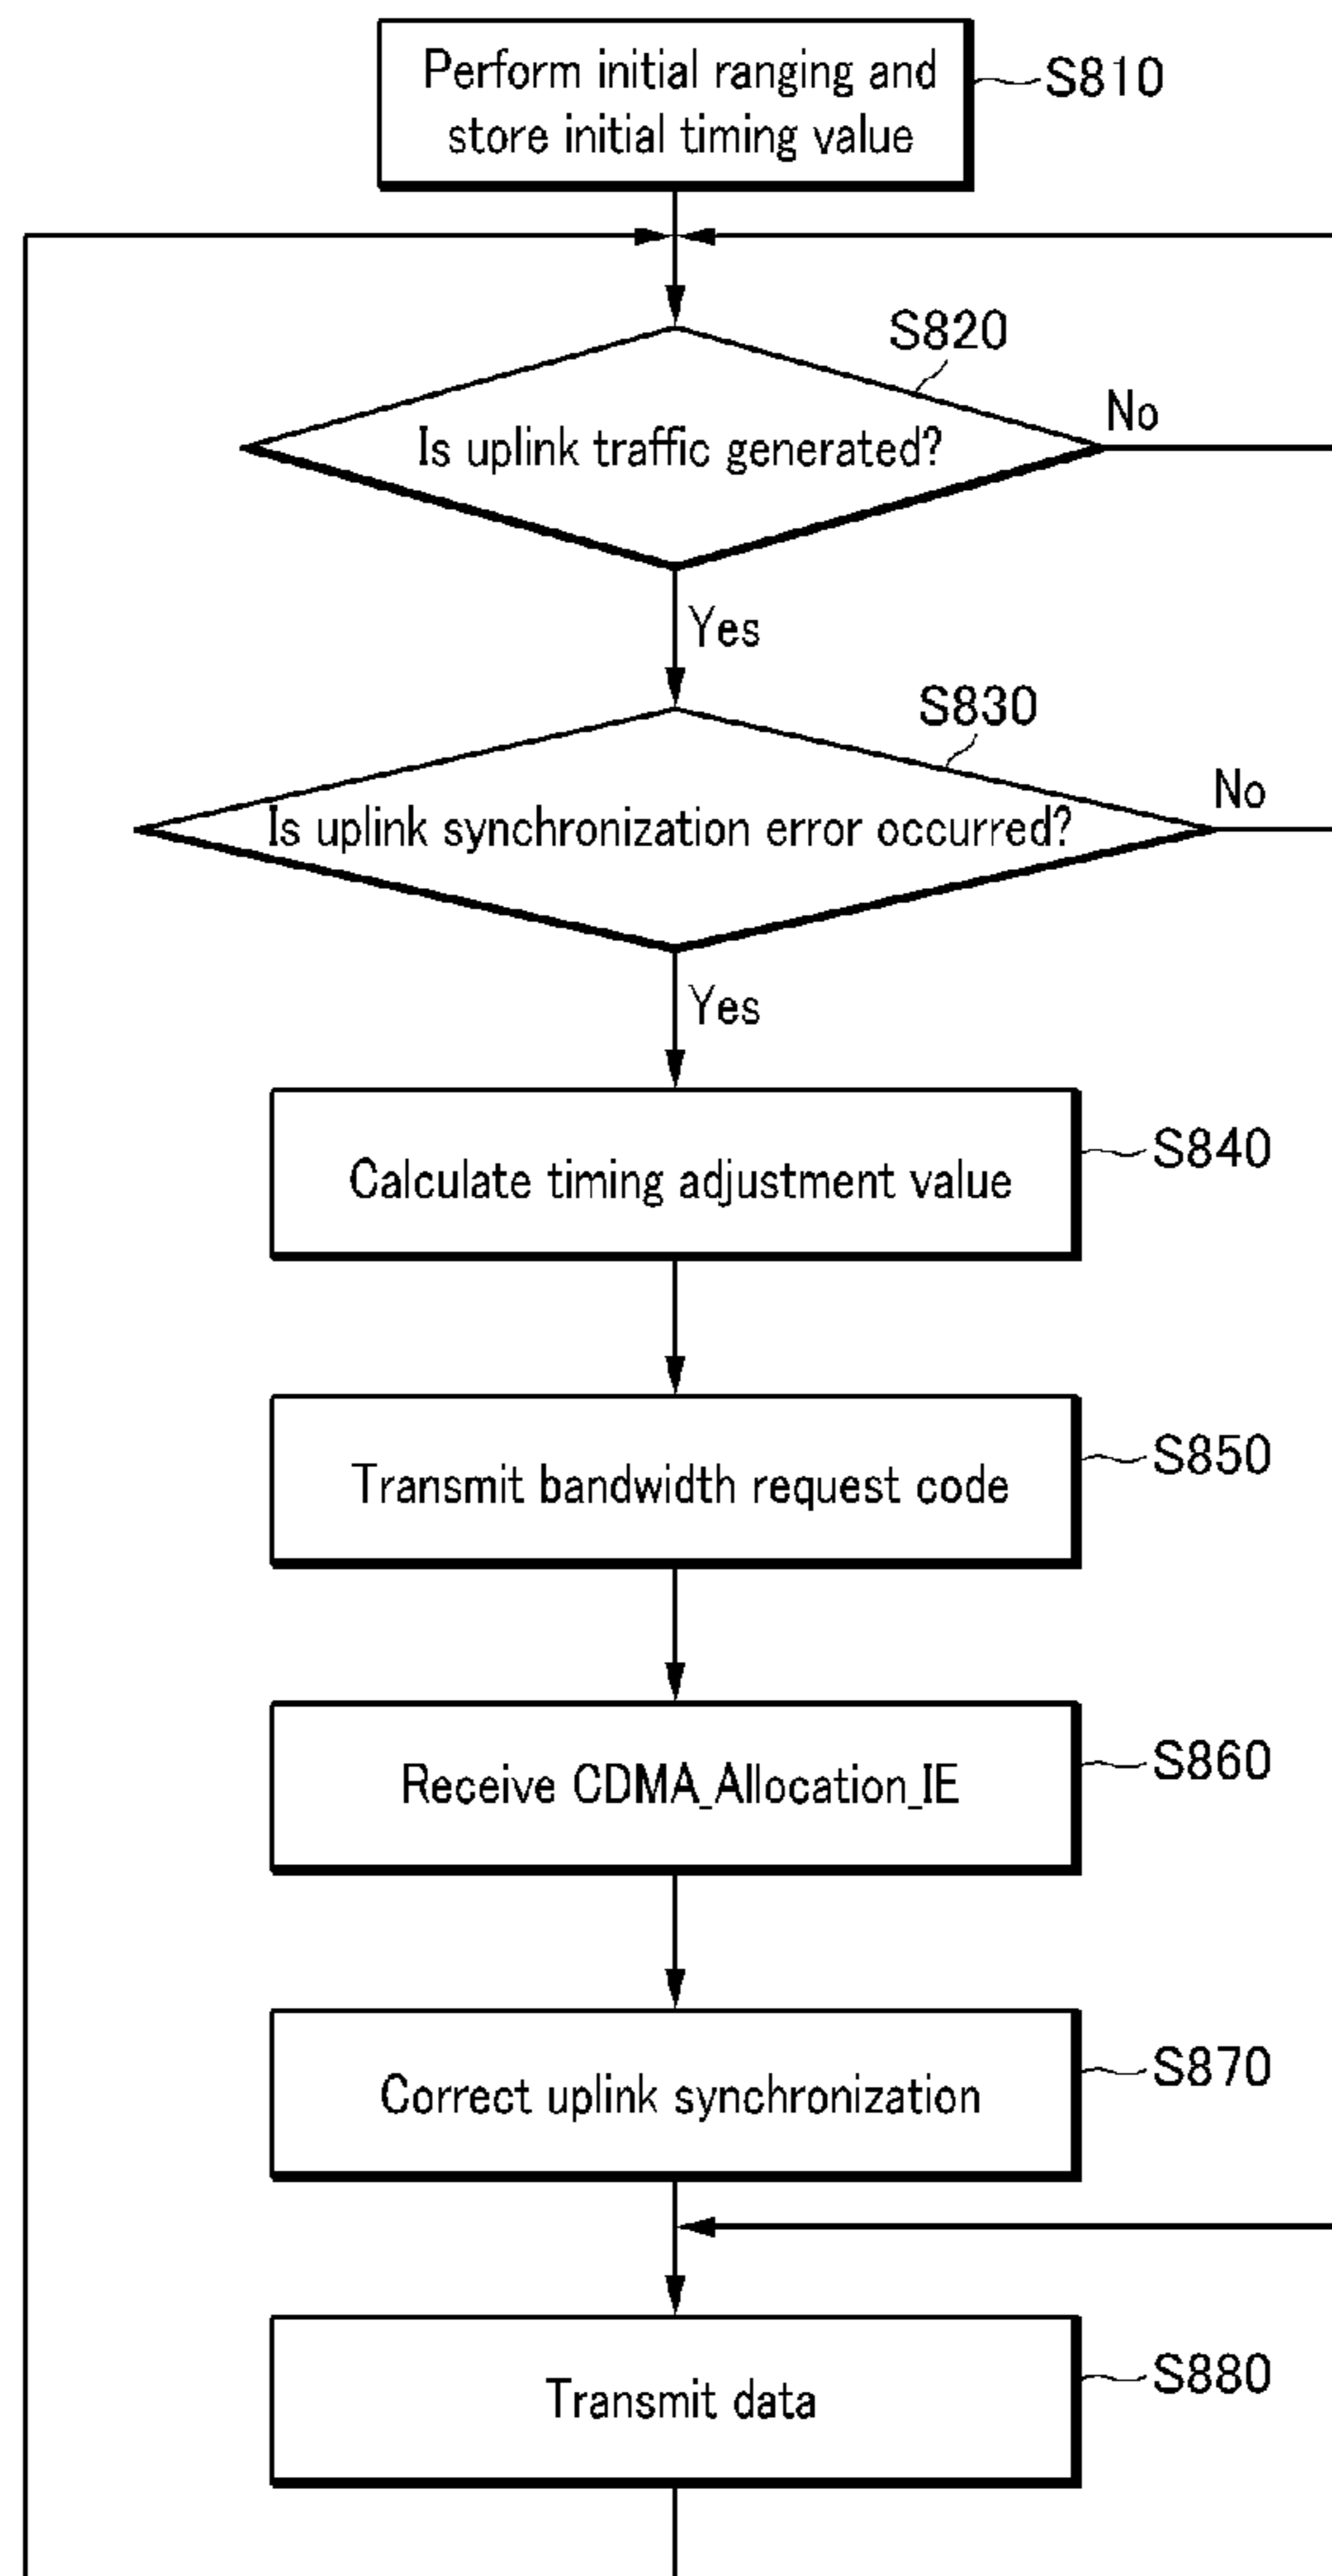 Perform initial ranging and
store initial timing value
S810
S820
Is uplink traffic generated?
No
Yes
S830
Is uplink synchronization error occurred?
No
Yes
Calculate timing adjustment value
S840
Transmit bandwidth request code
S850
Receive CDMA_Allocation_IE
S860
Correct uplink synchronization
S870
Transmit data
S880